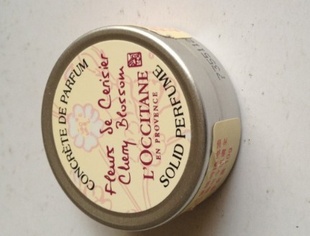 CONCRÈTE DE PARFUM
Fleurs de Cerisier
Cherry Blossom
L'OCCITANE
EN PROVENCE
SOLID PERFUME